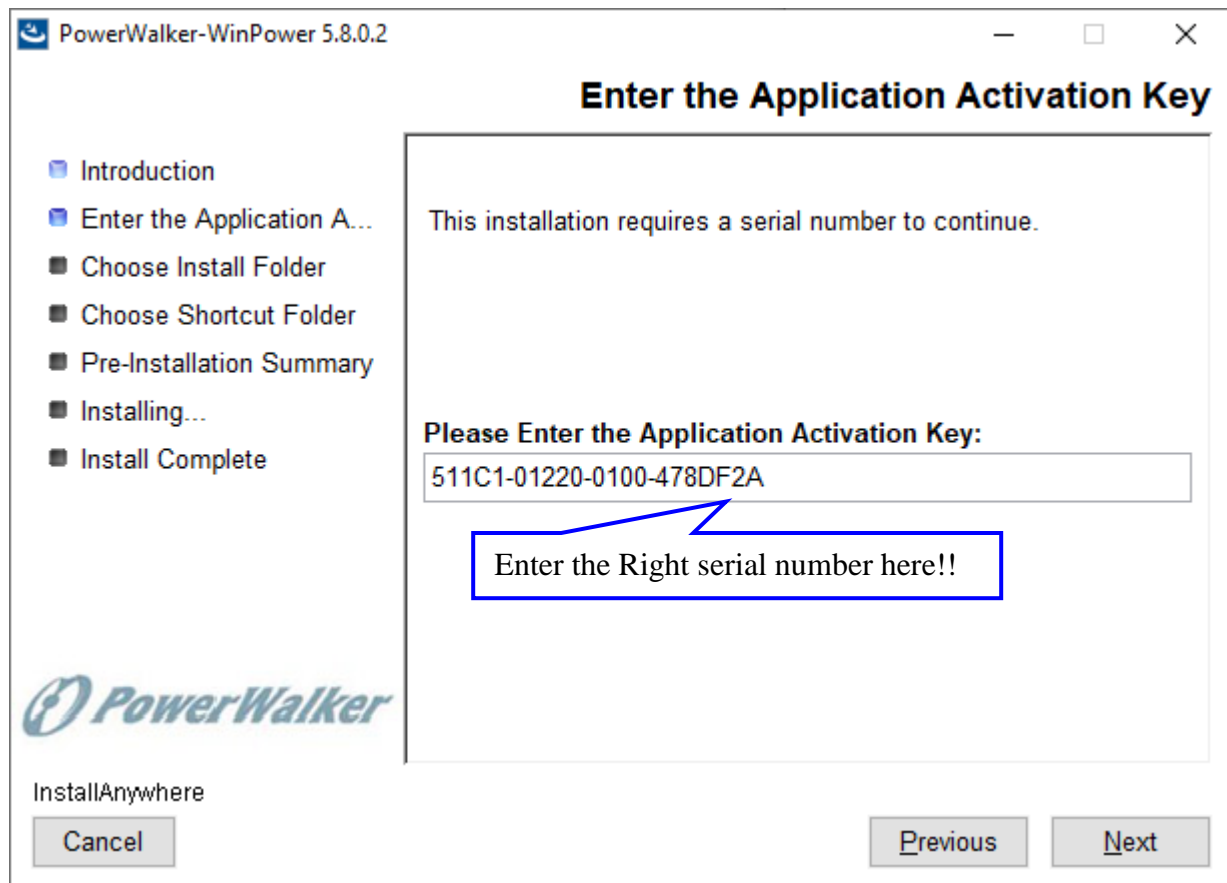 PowerWalker-WinPower 5.8.0.2
Enter the Application Activation Key
Introduction
Enter the Application A...
Choose Install Folder
Choose Shortcut Folder
Pre-Installation Summary
Installing...
Install Complete
This installation requires a serial number to continue.
Please Enter the Application Activation Key:
511C1-01220-0100-478DF2A
Enter the Right serial number here!!
PowerWalker
InstallAnywhere
Cancel
Previous
Next